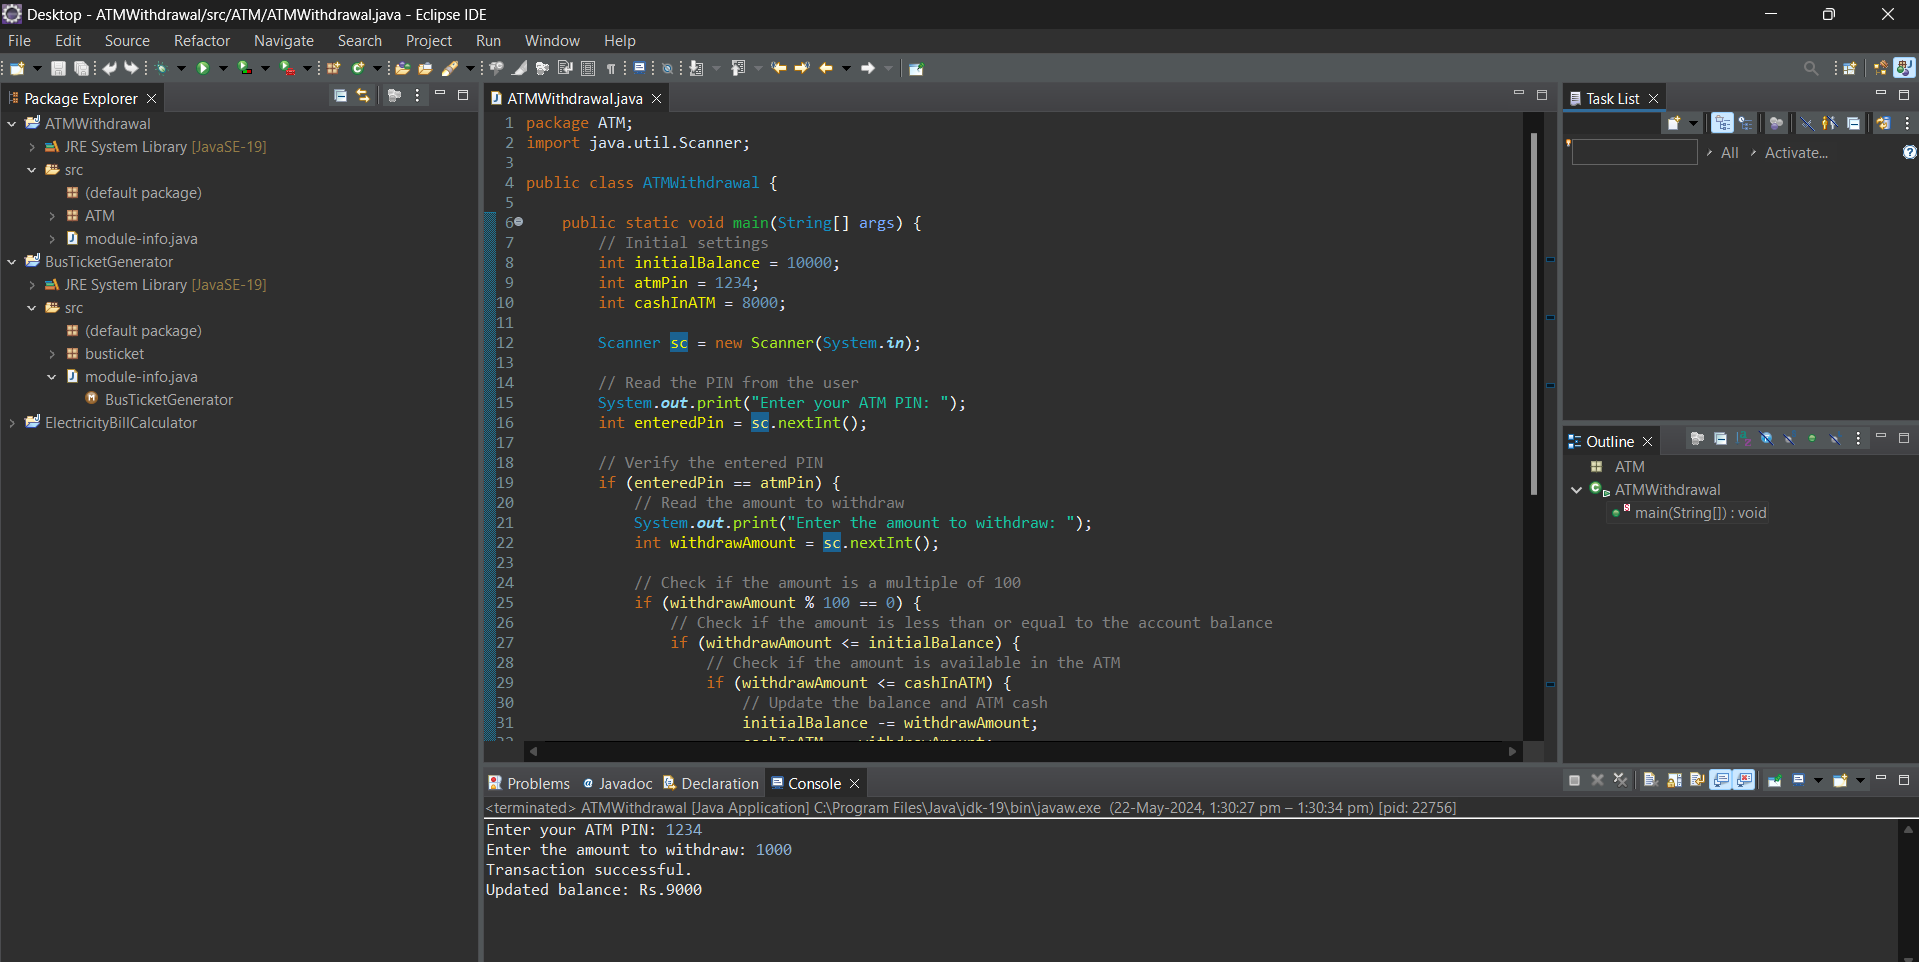 Desktop - ATMWithdrawal/src/ATM/ATMWithdrawal.java - Eclipse IDE
File Edit Source Refactor Navigate Search Project Run Window Help
Package Explorer
ATMWithdrawal
JRE System Library [JavaSE-19]
src
(default package)
ATM
module-info.java
BusTicketGenerator
JRE System Library [JavaSE-19]
src
(default package)
busticket
module-info.java
BusTicketGenerator
ElectricityBillCalculator
ATMWithdrawal.java
1 package ATM;
2 import java.util.Scanner;
3
4 public class ATMWithdrawal {
5
6 public static void main(String[] args) {
7 // Initial settings
8 int initialBalance = 10000;
9 int atmPin = 1234;
10 int cashInATM = 8000;
11
12 Scanner sc = new Scanner(System.in);
13
14 // Read the PIN from the user
15 System.out.print("Enter your ATM PIN: ");
16 int enteredPin = sc.nextInt();
17
18 // Verify the entered PIN
19 if (enteredPin == atmPin) {
20 // Read the amount to withdraw
21 System.out.print("Enter the amount to withdraw: ");
22 int withdrawAmount = sc.nextInt();
23
24 // Check if the amount is a multiple of 100
25 if (withdrawAmount % 100 == 0) {
26 // Check if the amount is less than or equal to the account balance
27 if (withdrawAmount <= initialBalance) {
28 // Check if the amount is available in the ATM
29 if (withdrawAmount <= cashInATM) {
30 // Update the balance and ATM cash
31 initialBalance -= withdrawAmount;
Task List
All Activate...
Outline
ATM
ATMWithdrawal
main(String[]) : void
Problems Javadoc Declaration Console
<terminated> ATMWithdrawal [Java Application] C:\Program Files\Java\jdk-19\bin\javaw.exe (22-May-2024, 1:30:27 pm – 1:30:34 pm) [pid: 22756]
Enter your ATM PIN: 1234
Enter the amount to withdraw: 1000
Transaction successful.
Updated balance: Rs.9000